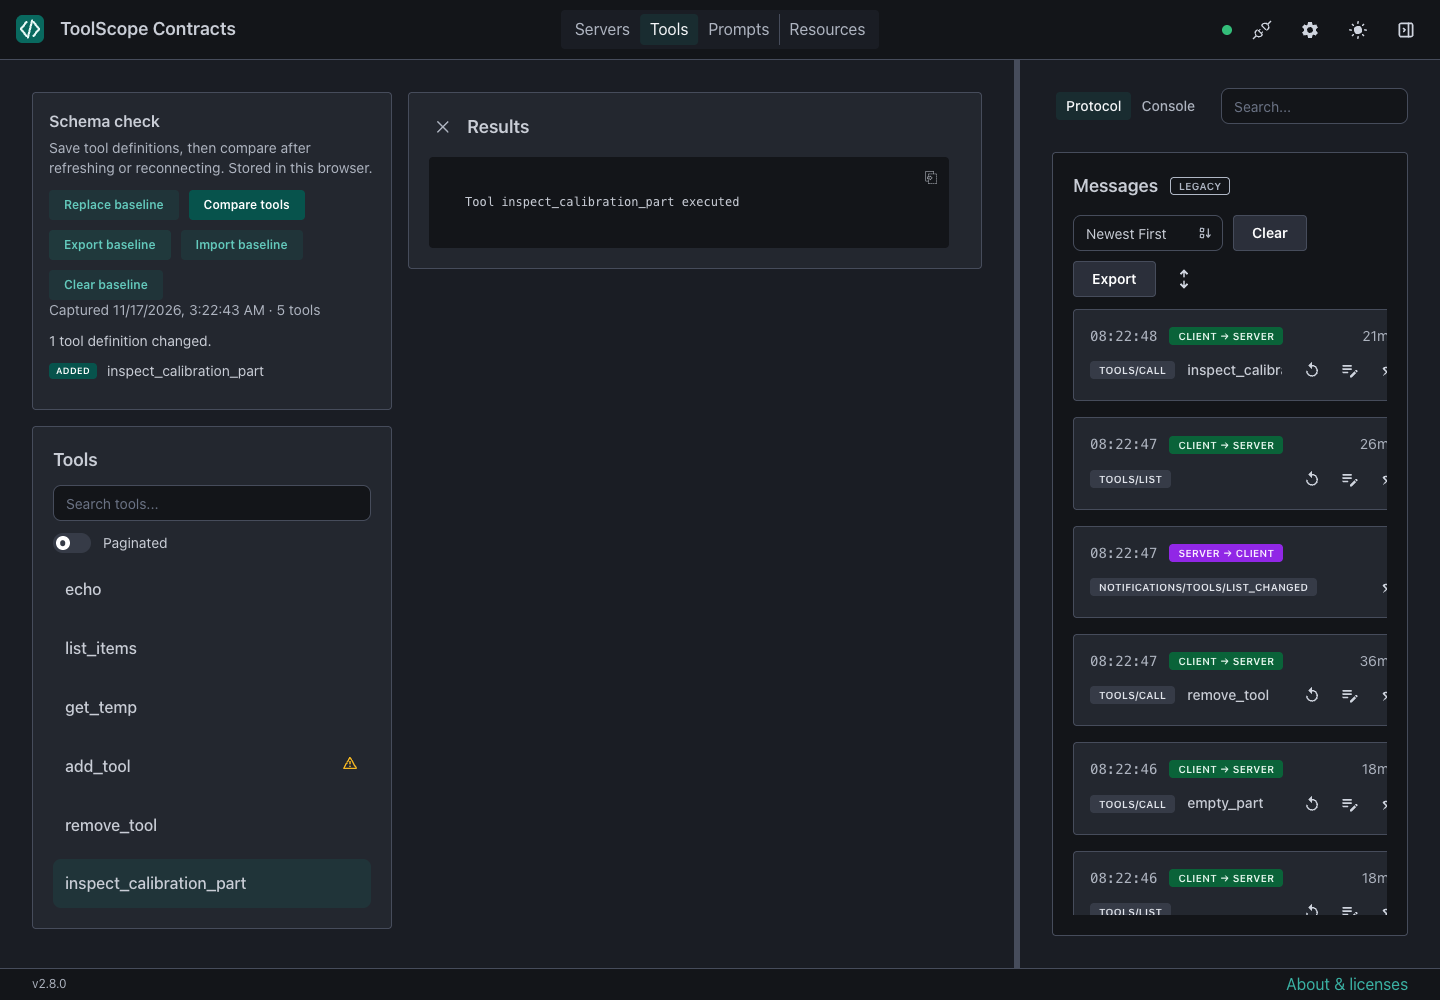 ToolScope Contracts
Servers
Tools
Prompts
Resources
Schema check
Save tool definitions, then compare after
refreshing or reconnecting. Stored in this browser.
Replace baseline
Compare tools
Export baseline
Import baseline
Clear baseline
Captured 11/17/2026, 3:22:43 AM · 5 tools
1 tool definition changed.
ADDED inspect_calibration_part
Tools
Search tools...
Paginated
echo
list_items
get_temp
add_tool
remove_tool
inspect_calibration_part
Results
Tool inspect_calibration_part executed
Protocol
Console
Search...
Messages LEGACY
Newest First
Clear
Export
08:22:48 CLIENT → SERVER 21m
TOOLS/CALL inspect_calibr
08:22:47 CLIENT → SERVER 26m
TOOLS/LIST
08:22:47 SERVER → CLIENT
NOTIFICATIONS/TOOLS/LIST_CHANGED
08:22:47 CLIENT → SERVER 36m
TOOLS/CALL remove_tool
08:22:46 CLIENT → SERVER 18m
TOOLS/CALL empty_part
08:22:46 CLIENT → SERVER 18m
TOOLS/LIST
v2.8.0
About & licenses